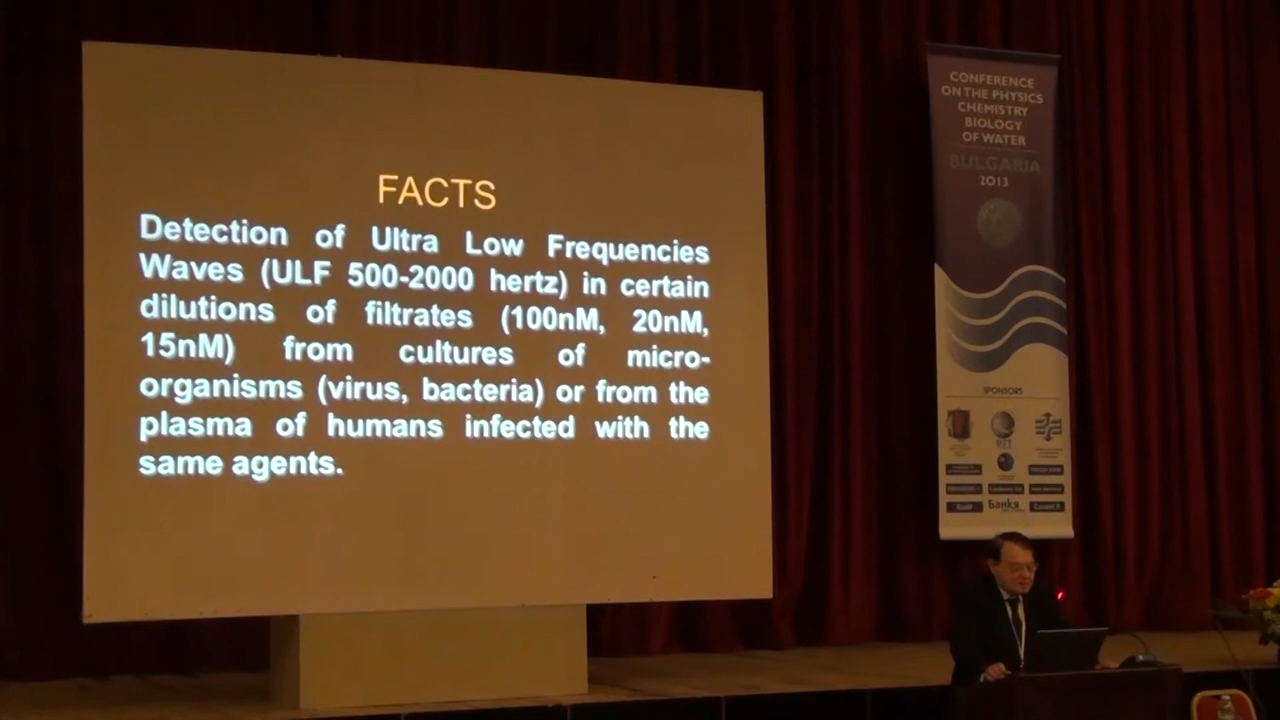 FACTS
Detection of Ultra Low Frequencies
Waves (ULF 500-2000 hertz) in certain
dilutions of filtrates (100nM, 20nM,
15nM) from cultures of micro-
organisms (virus, bacteria) or from the
plasma of humans infected with the
same agents.
CONFERENCE
ON THE PHYSICS
CHEMISTRY
BIOLOGY
OF WATER
BULGARIA
2013
SPONSORS
Банкя